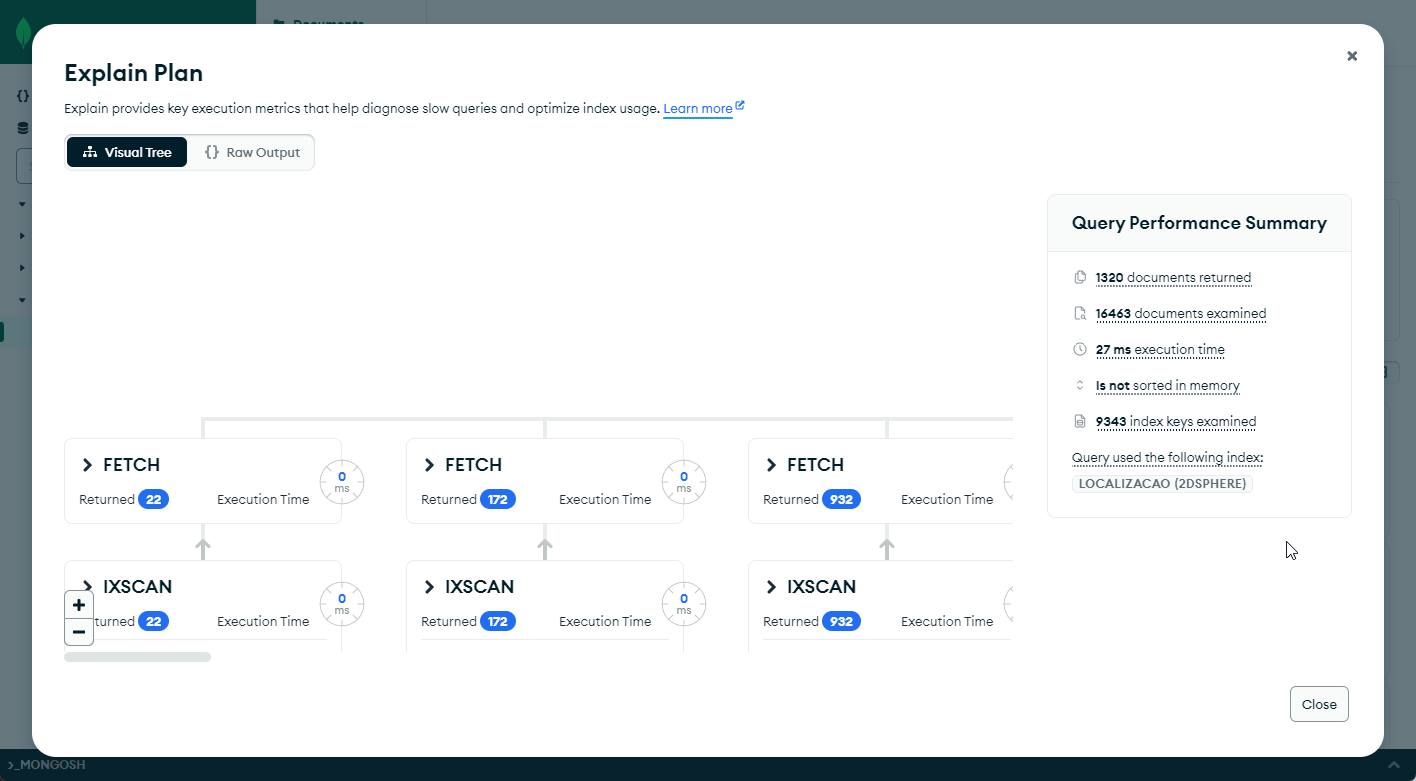 Documents
Explain Plan
Explain provides key execution metrics that help diagnose slow queries and optimize index usage. Learn more
Visual Tree
{} Raw Output
Query Performance Summary
1320 documents returned
16463 documents examined
27 ms execution time
Is not sorted in memory
9343 index keys examined
Query used the following index:
LOCALIZACAO (2DSPHERE)
FETCH
Returned 22 Execution Time 0 ms
FETCH
Returned 172 Execution Time 0 ms
FETCH
Returned 932 Execution Time
IXSCAN
turned 22 Execution Time 0 ms
IXSCAN
Returned 172 Execution Time 0 ms
IXSCAN
Returned 932 Execution Time
Close
>_MONGOSH